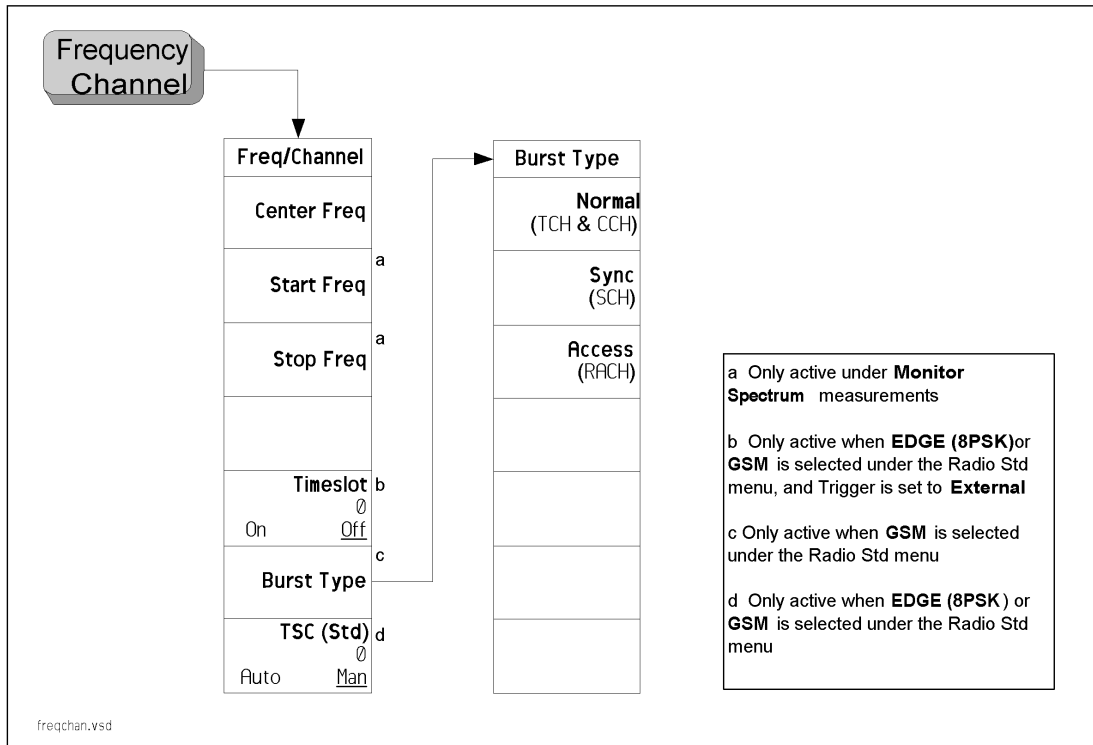 Frequency
Channel
Freq/Channel
Center Freq
a
Start Freq
a
Stop Freq
Timeslot b
0
On Off
c
Burst Type
TSC (Std) d
0
Auto Man
Burst Type
Normal
(TCH & CCH)
Sync
(SCH)
Access
(RACH)
a Only active under Monitor
Spectrum measurements
b Only active when EDGE (8PSK)or
GSM is selected under the Radio Std
menu, and Trigger is set to External
c Only active when GSM is selected
under the Radio Std menu
d Only active when EDGE (8PSK) or
GSM is selected under the Radio Std
menu
freqchan.vsd